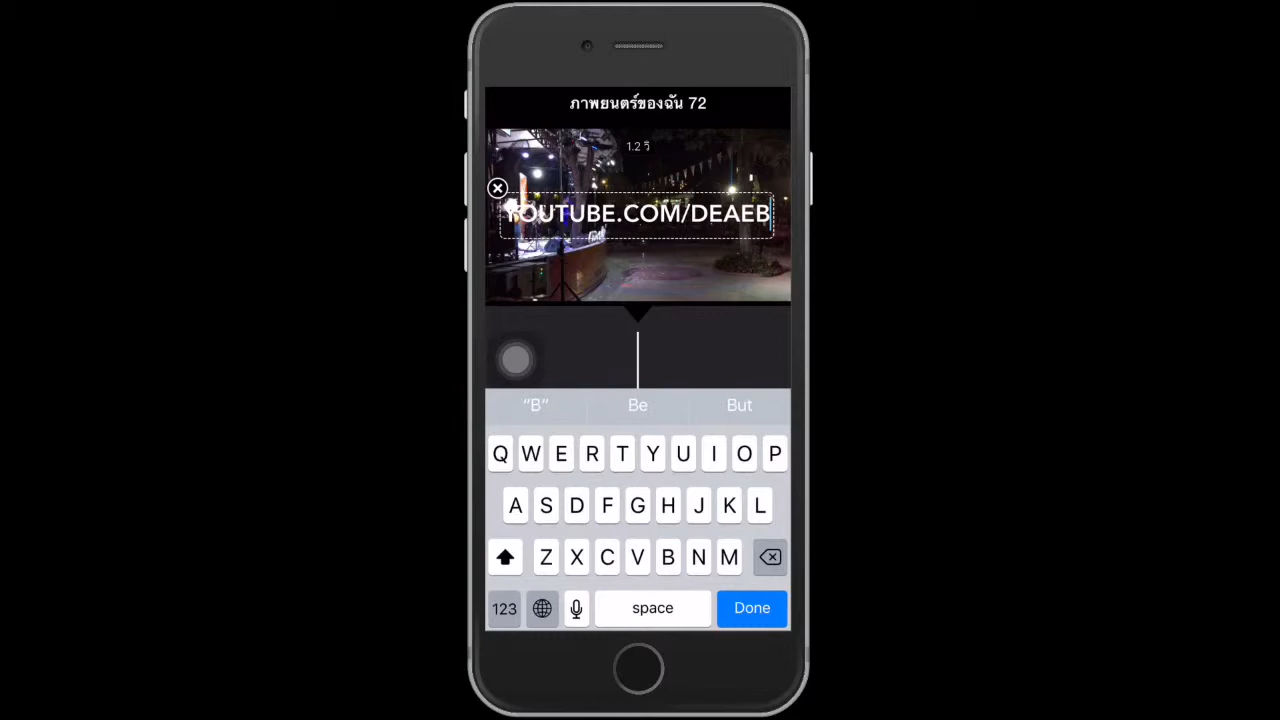 ภาพยนตร์ของฉัน 72
1.2 วิ
YOUTUBE.COM/DEAEB
“B” Be But
Q W E R T Y U I O P
A S D F G H J K L
Z X C V B N M
123 space Done